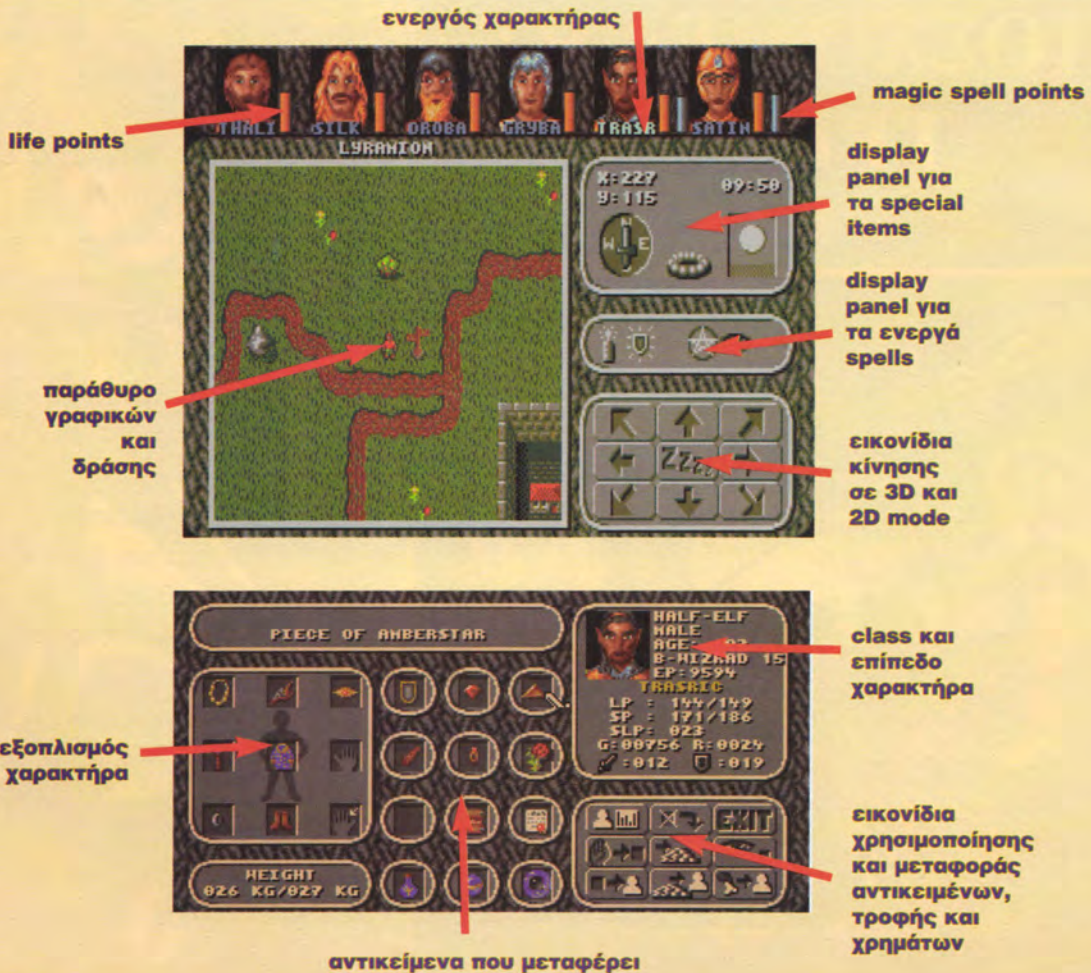 ενεργός χαρακτήρας
life points
magic spell points
THALI SILK DROBA GRYBA TRASR SATIN
LYRAMION
X:227
Y:115
09:50
N
W E
display
panel για
τα special
items
display
panel για
τα ενεργά
spells
παράθυρο
γραφικών
και
δράσης
ZZZZ
εικονίδια
κίνησης
σε 3D και
2D mode
PIECE OF AMBERSTAR
HALF-ELF
MALE
AGE:
B-WIZRAD 15
EP:9594
TRASRIC
LP : 144/149
SP : 171/186
SLP: 023
G:00756 R:0024
:012 :019
class και
επίπεδο
χαρακτήρα
εξοπλισμός
χαρακτήρα
WEIGHT
026 KG/027 KG
EXIT
εικονίδια
χρησιμοποίησης
και μεταφοράς
αντικειμένων,
τροφής και
χρημάτων
αντικείμενα που μεταφέρει